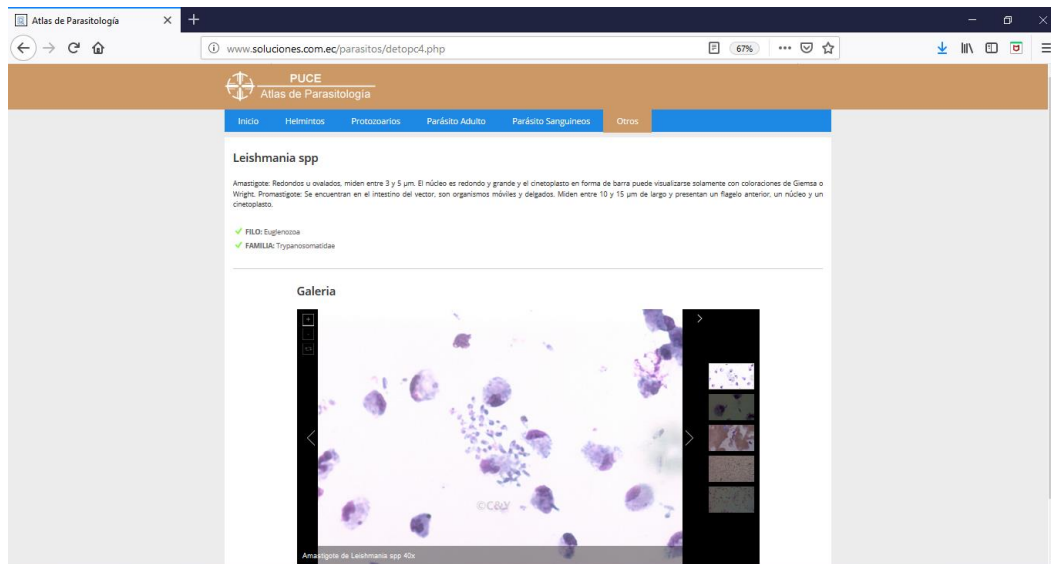 Atlas de Parasitología
www.soluciones.com.ec/parasitos/detopc4.php
67%
PUCE
Atlas de Parasitología
Inicio Helmintos Protozoarios Parásito Adulto Parásito Sanguineos Otros
Leishmania spp
Amastigote: Redondos u ovalados, miden entre 3 y 5 µm. El núcleo es redondo y grande y el cinetoplasto en forma de barra puede visualizarse solamente con coloraciones de Giemsa o
Wright. Promastigote: Se encuentran en el intestino del vector, son organismos móviles y delgados. Miden entre 10 y 15 µm de largo y presentan un flagelo anterior, un núcleo y un
cinetoplasto.
FILO: Euglenozoa
FAMILIA: Trypanosomatidae
Galeria
©C&Y
Amastigote de Leishmania spp 40x